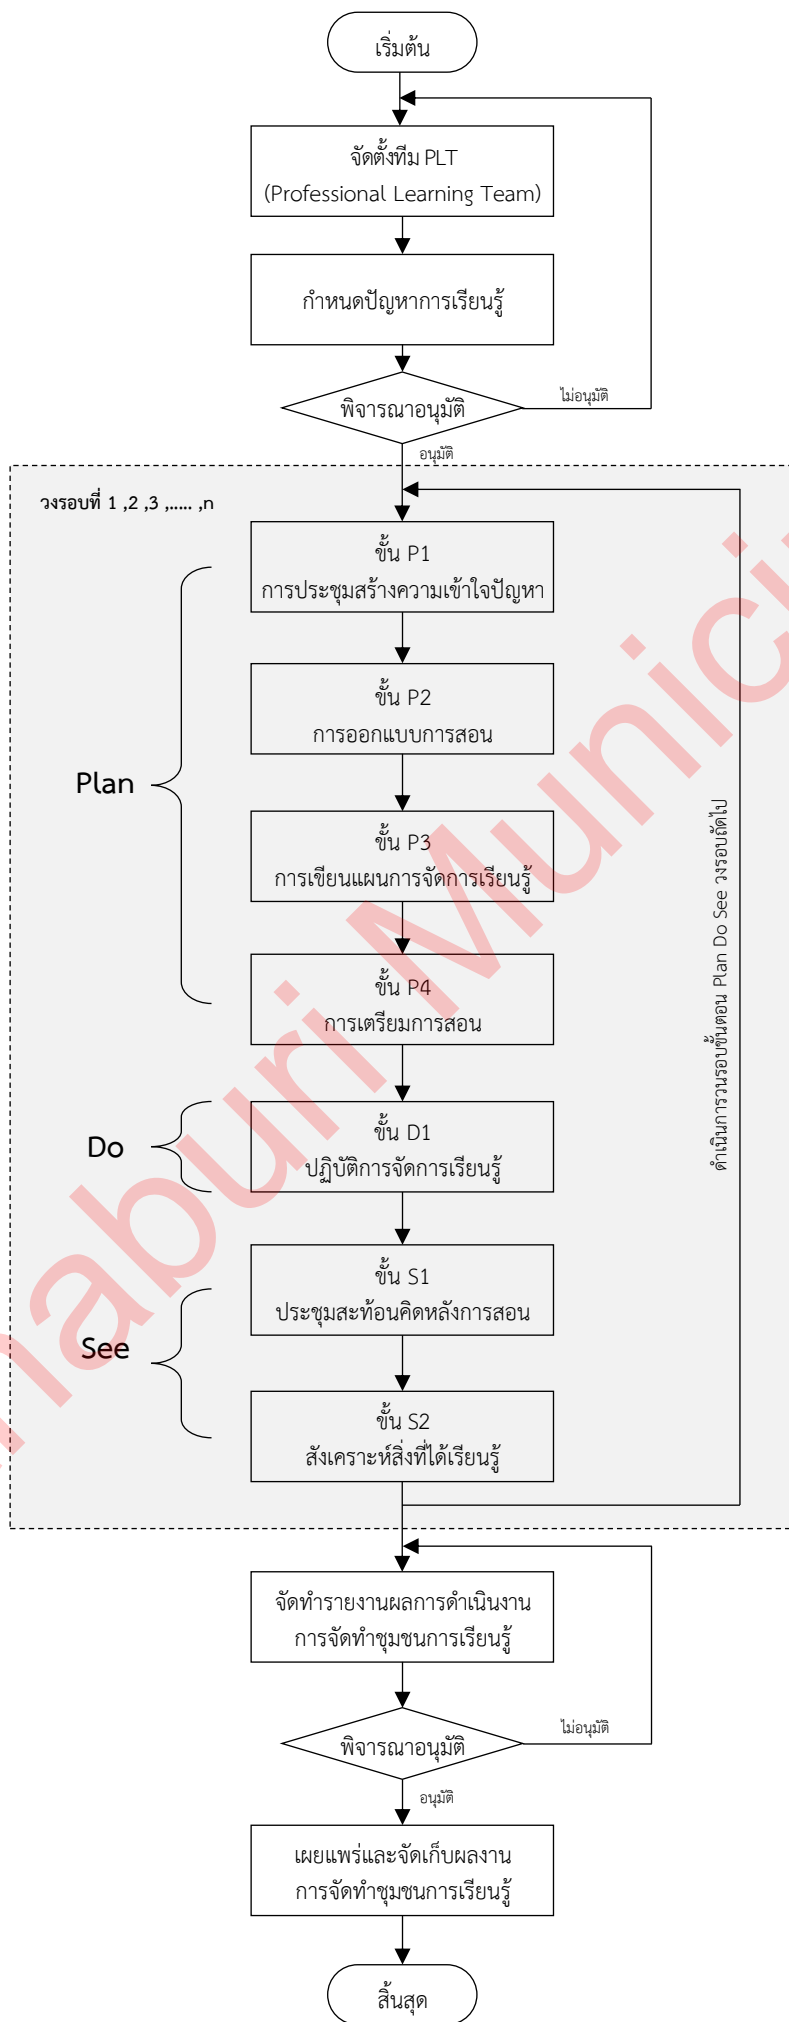 เริ่มต้น
จัดตั้งทีม PLT
(Professional Learning Team)
กำหนดปัญหาการเรียนรู้
พิจารณาอนุมัติ
ไม่อนุมัติ
อนุมัติ
วงรอบที่ 1 ,2 ,3 ,..... ,n
ขั้น P1
การประชุมสร้างความเข้าใจปัญหา
ขั้น P2
การออกแบบการสอน
Plan
ขั้น P3
การเขียนแผนการจัดการเรียนรู้
ขั้น P4
การเตรียมการสอน
ดำเนินการวนรอบขั้นตอน Plan Do See วงรอบถัดไป
Do
ขั้น D1
ปฏิบัติการจัดการเรียนรู้
ขั้น S1
ประชุมสะท้อนคิดหลังการสอน
See
ขั้น S2
สังเคราะห์สิ่งที่ได้เรียนรู้
จัดทำรายงานผลการดำเนินงาน
การจัดทำชุมชนการเรียนรู้
พิจารณาอนุมัติ
ไม่อนุมัติ
อนุมัติ
เผยแพร่และจัดเก็บผลงาน
การจัดทำชุมชนการเรียนรู้
สิ้นสุด